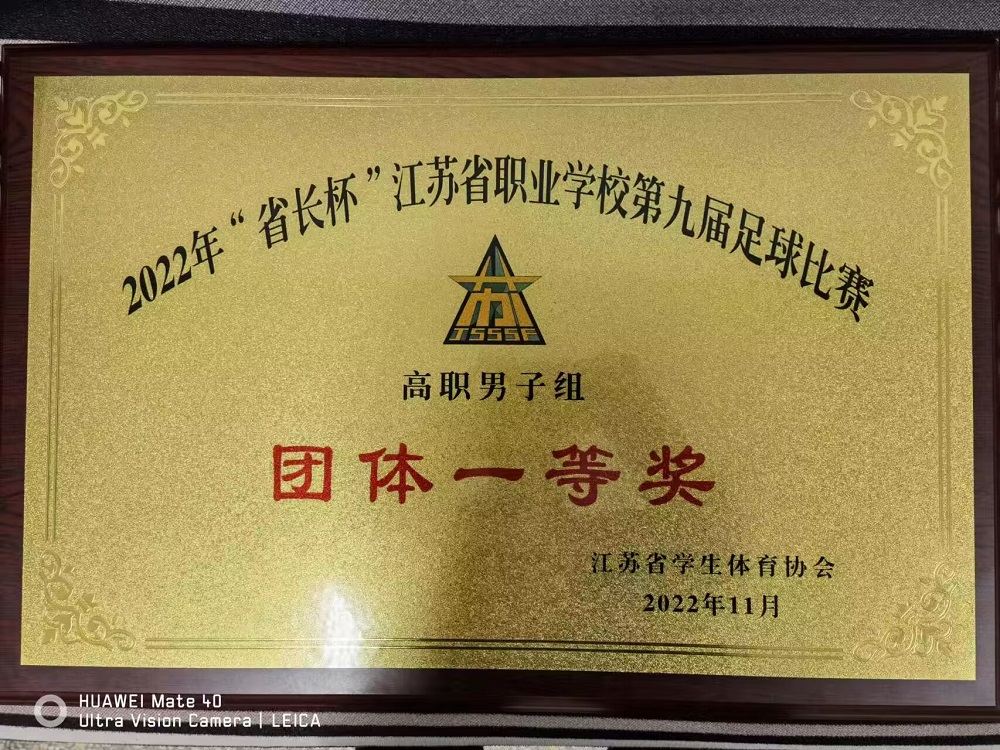 2022年“省长杯”江苏省职业学校第九届足球比赛
苏
JSSSF
高职男子组
团体一等奖
江苏省学生体育协会
2022年11月
HUAWEI Mate 40
Ultra Vision Camera | LEICA